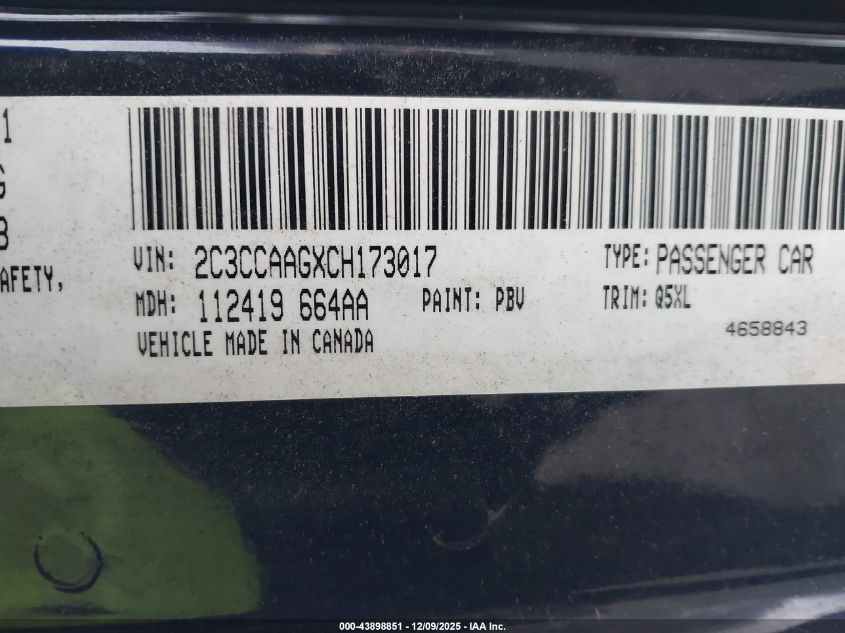 1
G
B
AFETY,
VIN: 2C3CCAAGXCH173017 TYPE: PASSENGER CAR
MDH: 112419 664AA PAINT: PBV TRIM: Q5XL
VEHICLE MADE IN CANADA 4658843
000-43898851 - 12/09/2025 - IAA Inc.